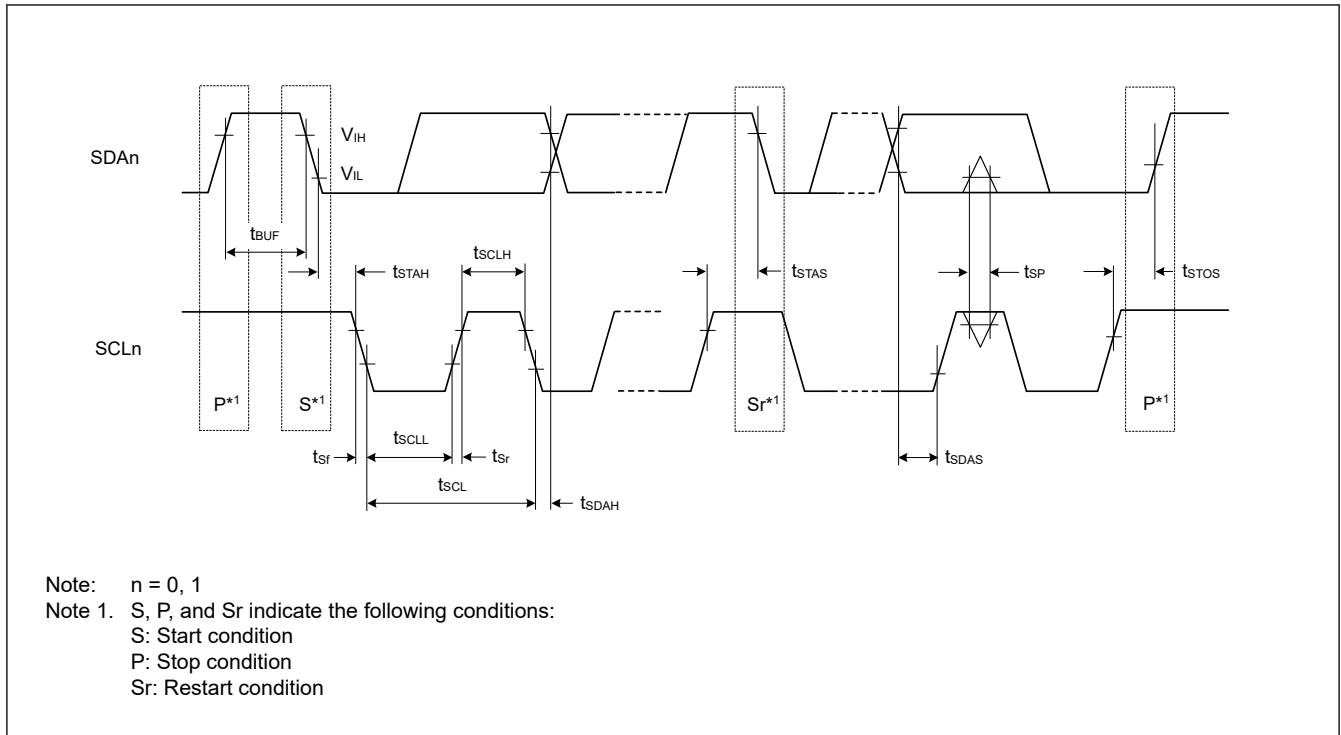 SDAn
VIH
VIL
tBUF
tSTAH
tSCLH
tSTAS
tSP
tSTOS
SCLn
P*1
S*1
Sr*1
P*1
tSf
tSCLL
tSr
tSDAS
tSCL
tSDAH
Note: n = 0, 1
Note 1. S, P, and Sr indicate the following conditions:
S: Start condition
P: Stop condition
Sr: Restart condition